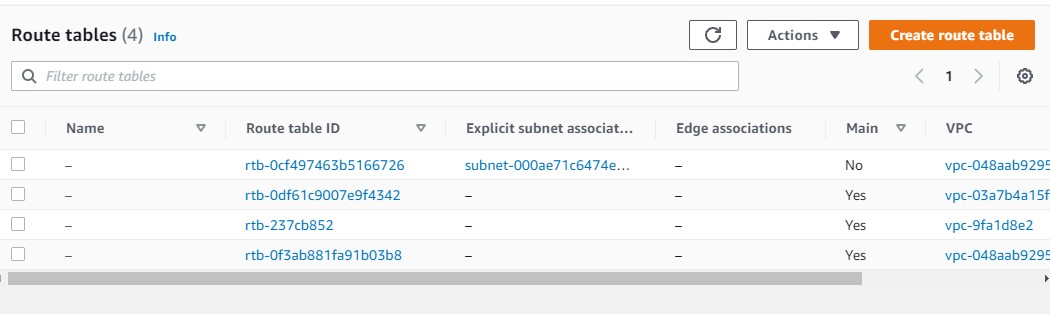 Route tables (4) Info
Actions ▼ Create route table
Filter route tables
1
Name Route table ID Explicit subnet associat... Edge associations Main VPC
– rtb-0cf497463b5166726 subnet-000ae71c6474e... – No vpc-048aab9295
– rtb-0df61c9007e9f4342 – – Yes vpc-03a7b4a15f
– rtb-237cb852 – – Yes vpc-9fa1d8e2
– rtb-0f3ab881fa91b03b8 – – Yes vpc-048aab9295